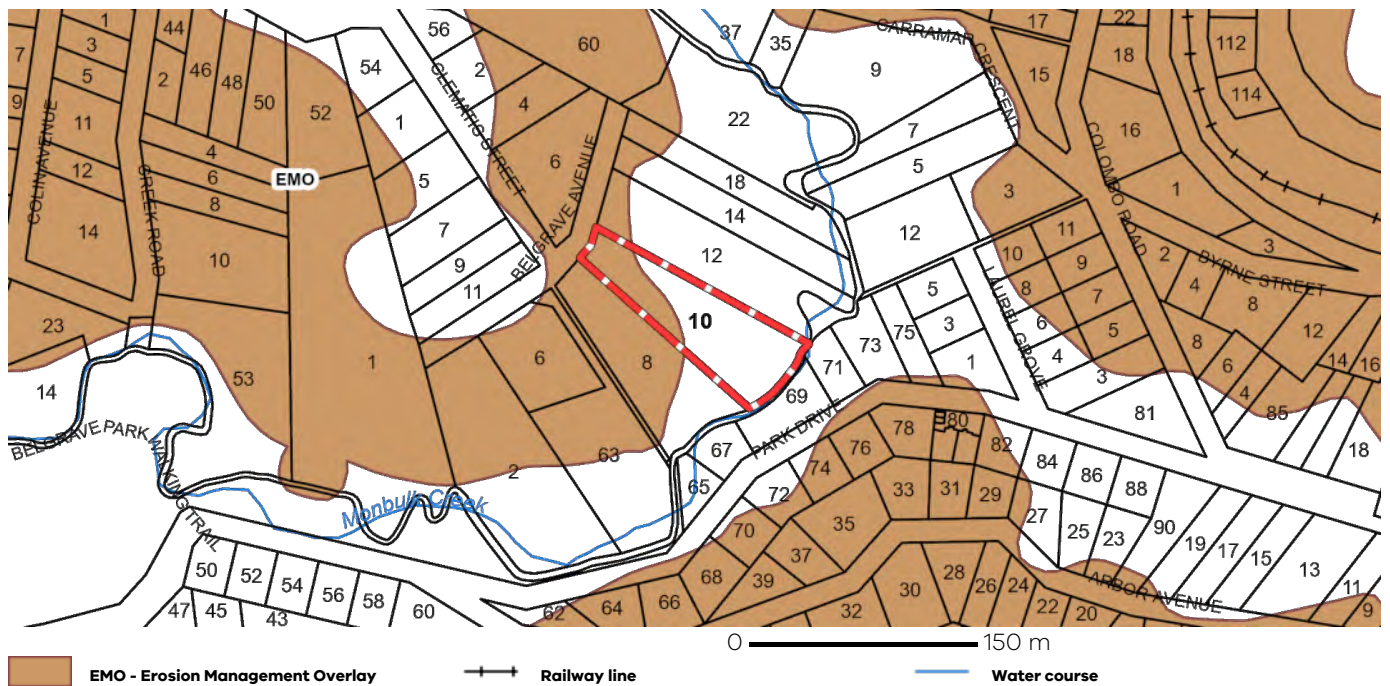 1 44 56 60 37 35 17 22
7 3 46 2 54 9 18 112
5 2 48 CARRAMAR CRESCENT 15
9 50 52 4 114
11 1 CLEMATIS STREET 22 7 16
COLIN AVENUE 12 4 6 5
CREEK ROAD 6 EMO 5 BELGRAVE AVENUE 18 3 COLOMBO ROAD 1
8 14
14 7 12 11 3
10 9 12 10 9 2 BYRNE STREET
11 5 8 7 4 8
23 10 LAUREL GROVE 6 5 12
1 6 8 75 3 4 8 14 16
53 73 1 3 6
14 71 4
69 81 85
BELGRAVE PARK WALKING TRAIL 78 80
67 PARK DRIVE 76 82 18
2 63 74 84 86
65 72 33 31 29 88
Monbulk Creek 35 27 90
70 25 23 19 17 15
50 52 54 56 58 68 37 13
47 45 43 60 62 64 66 39 30 28 26 24 ARBOR AVENUE 11
32 22 20 9
0 150 m
EMO - Erosion Management Overlay Railway line Water course